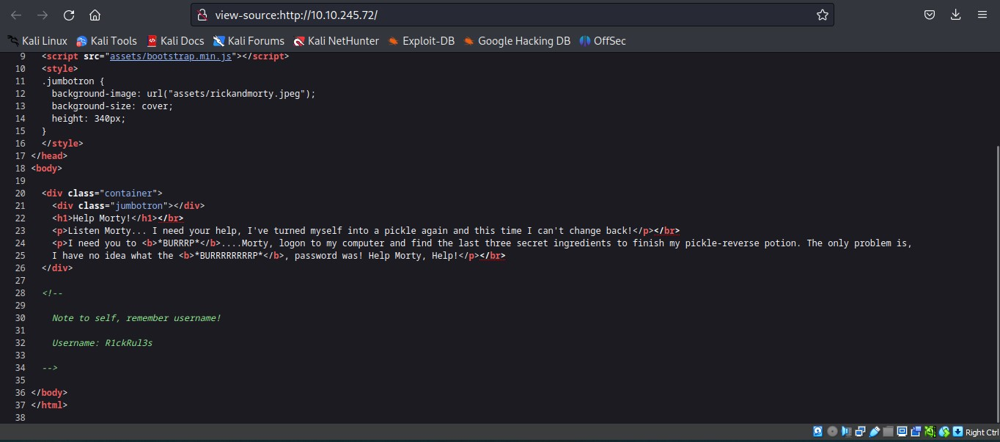 view-source:http://10.10.245.72/
Kali Linux Kali Tools Kali Docs Kali Forums Kali NetHunter Exploit-DB Google Hacking DB OffSec
9 <script src="assets/bootstrap.min.js"></script>
10 <style>
11 .jumbotron {
12 background-image: url("assets/rickandmorty.jpeg");
13 background-size: cover;
14 height: 340px;
15 }
16 </style>
17 </head>
18 <body>
19
20 <div class="container">
21 <div class="jumbotron"></div>
22 <h1>Help Morty!</h1></br>
23 <p>Listen Morty... I need your help, I've turned myself into a pickle again and this time I can't change back!</p></br>
24 <p>I need you to <b>*BURRRP*</b>....Morty, logon to my computer and find the last three secret ingredients to finish my pickle-reverse potion. The only problem is,
25 I have no idea what the <b>*BURRRRRRRRP*</b>, password was! Help Morty, Help!</p></br>
26 </div>
27
28 <!--
29
30 Note to self, remember username!
31
32 Username: R1ckRul3s
33
34 -->
35
36 </body>
37 </html>
38
Right Ctrl